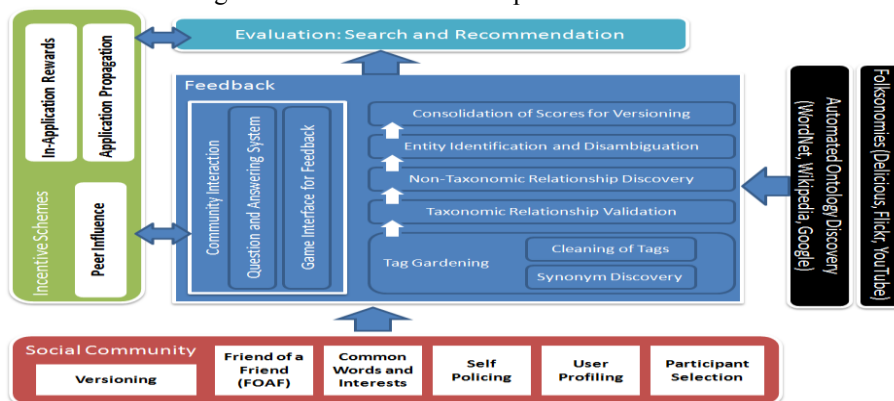 Evaluation: Search and Recommendation
In-Application Rewards
Application Propagation
Incentive Schemes
Peer Influence
Feedback
Community Interaction
Question and Answering System
Game Interface for Feedback
Consolidation of Scores for Versioning
Entity Identification and Disambiguation
Non-Taxonomic Relationship Discovery
Taxonomic Relationship Validation
Tag Gardening
Cleaning of Tags
Synonym Discovery
Automated Ontology Discovery
(WordNet, Wikipedia, Google)
Folksonomies (Delicious, Flickr, YouTube)
Social Community
Versioning
Friend of a
Friend
(FOAF)
Common
Words and
Interests
Self
Policing
User
Profiling
Participant
Selection